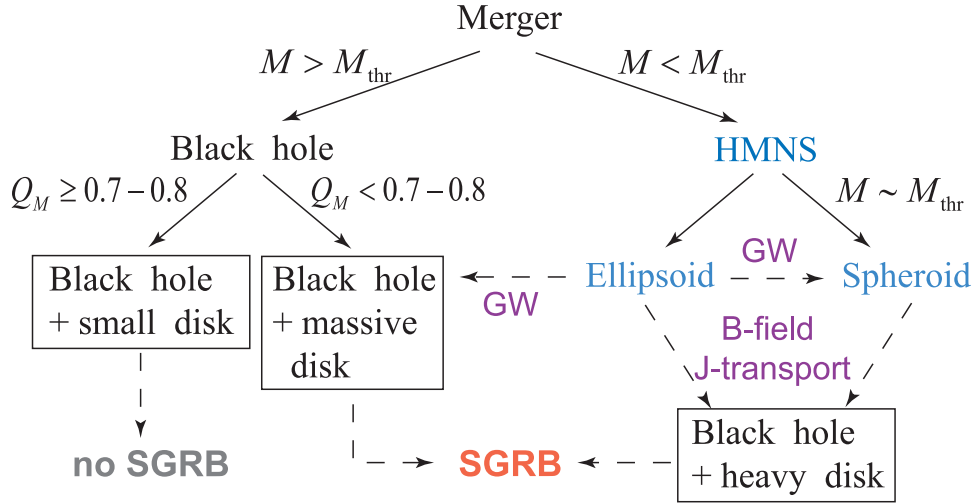 Merger
M > M_thr
M < M_thr
Black hole
HMNS
Q_M ≥ 0.7 – 0.8
Q_M < 0.7 – 0.8
M ~ M_thr
Black hole
+ small disk
Black hole
+ massive
disk
GW
Ellipsoid
GW
Spheroid
B-field
J-transport
Black hole
+ heavy disk
no SGRB
SGRB